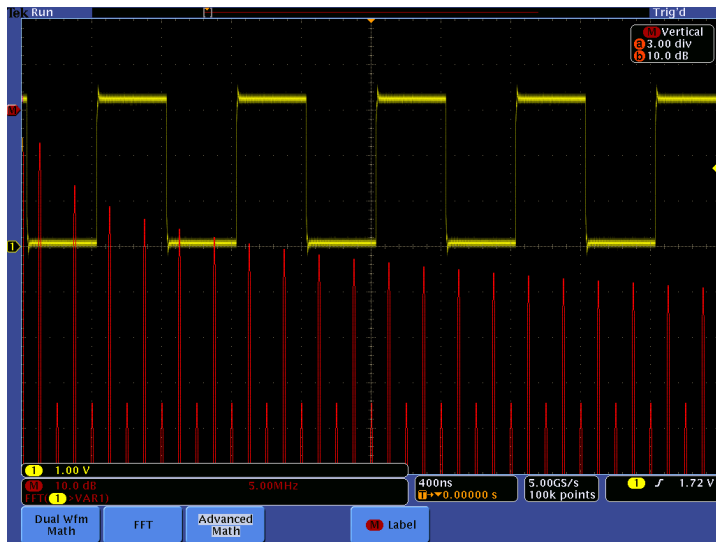 Tek Run Trig'd
M Vertical
a 3.00 div
b 10.0 dB
M
1
1 1.00 V
M 10.0 dB 5.00MHz
FFT( 1 >VAR1)
400ns
T→▼0.00000 s
5.00GS/s
100k points
1 ʃ 1.72 V
Dual Wfm
Math
FFT
Advanced
Math
M Label